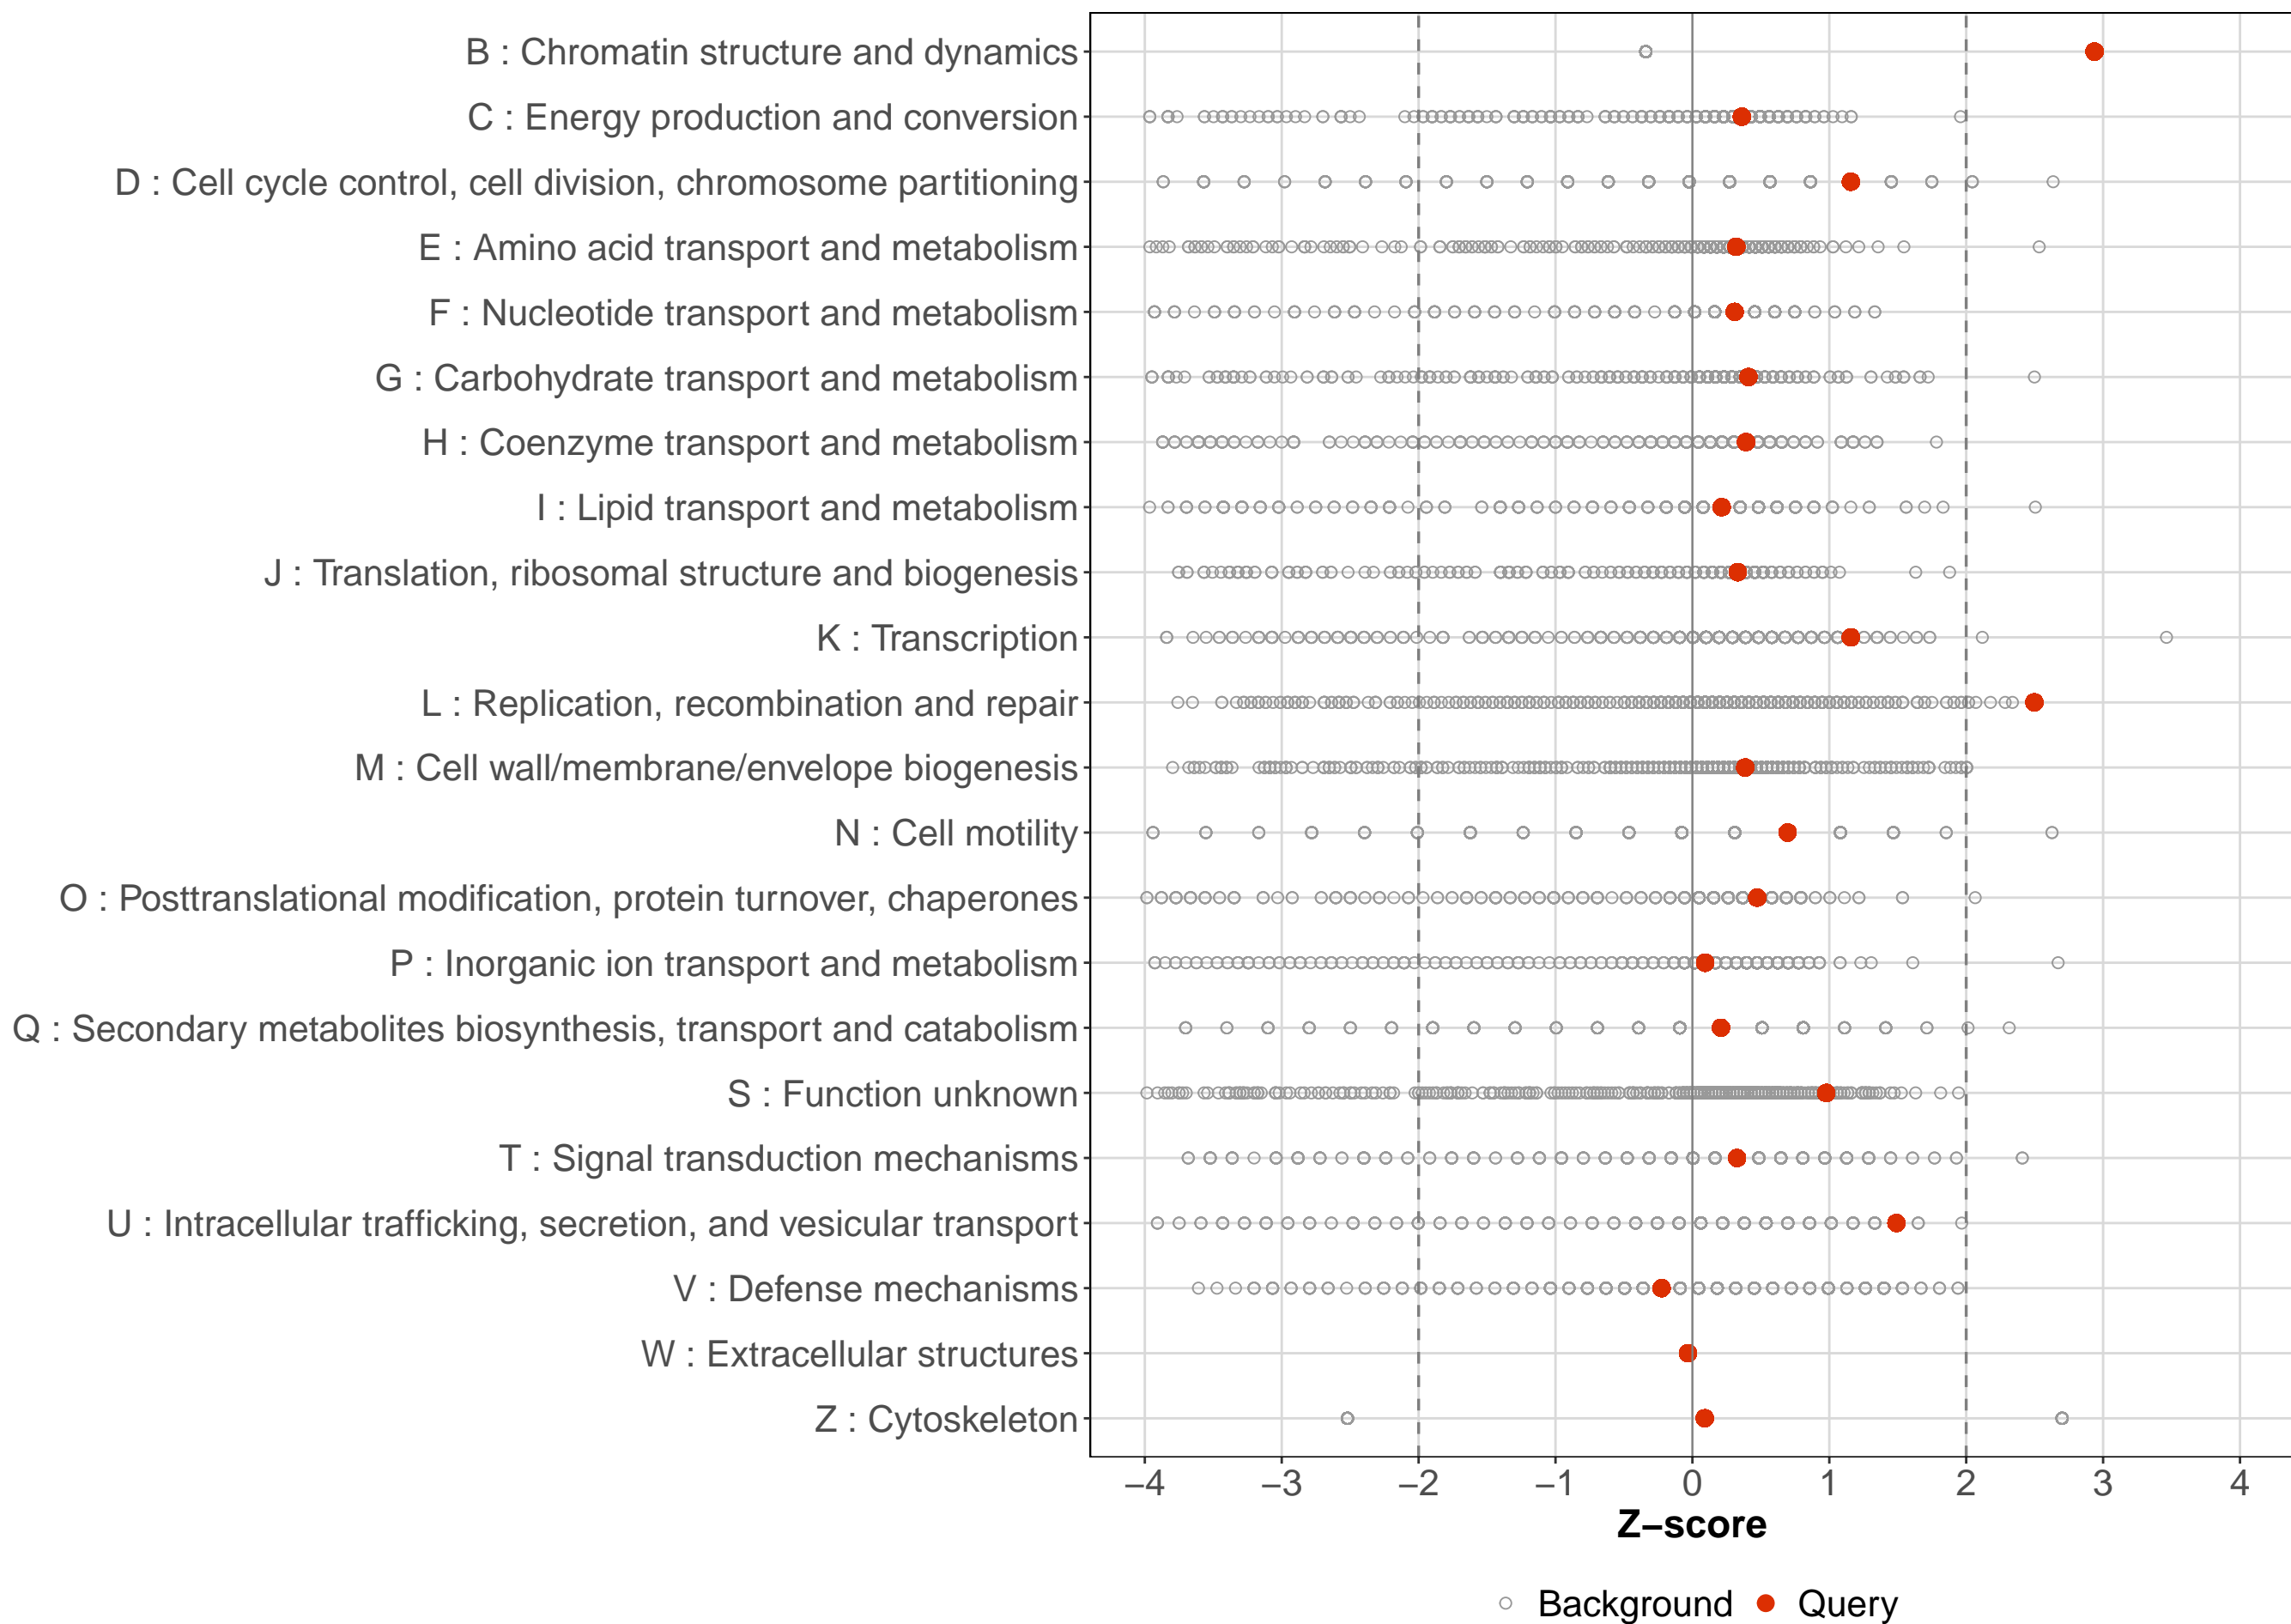 B : Chromatin structure and dynamics
C : Energy production and conversion
D : Cell cycle control, cell division, chromosome partitioning
E : Amino acid transport and metabolism
F : Nucleotide transport and metabolism
G : Carbohydrate transport and metabolism
H : Coenzyme transport and metabolism
I : Lipid transport and metabolism
J : Translation, ribosomal structure and biogenesis
K : Transcription
L : Replication, recombination and repair
M : Cell wall/membrane/envelope biogenesis
N : Cell motility
O : Posttranslational modification, protein turnover, chaperones
P : Inorganic ion transport and metabolism
Q : Secondary metabolites biosynthesis, transport and catabolism
S : Function unknown
T : Signal transduction mechanisms
U : Intracellular trafficking, secretion, and vesicular transport
V : Defense mechanisms
W : Extracellular structures
Z : Cytoskeleton
−4 −3 −2 −1 0 1 2 3 4
Z−score
Background Query